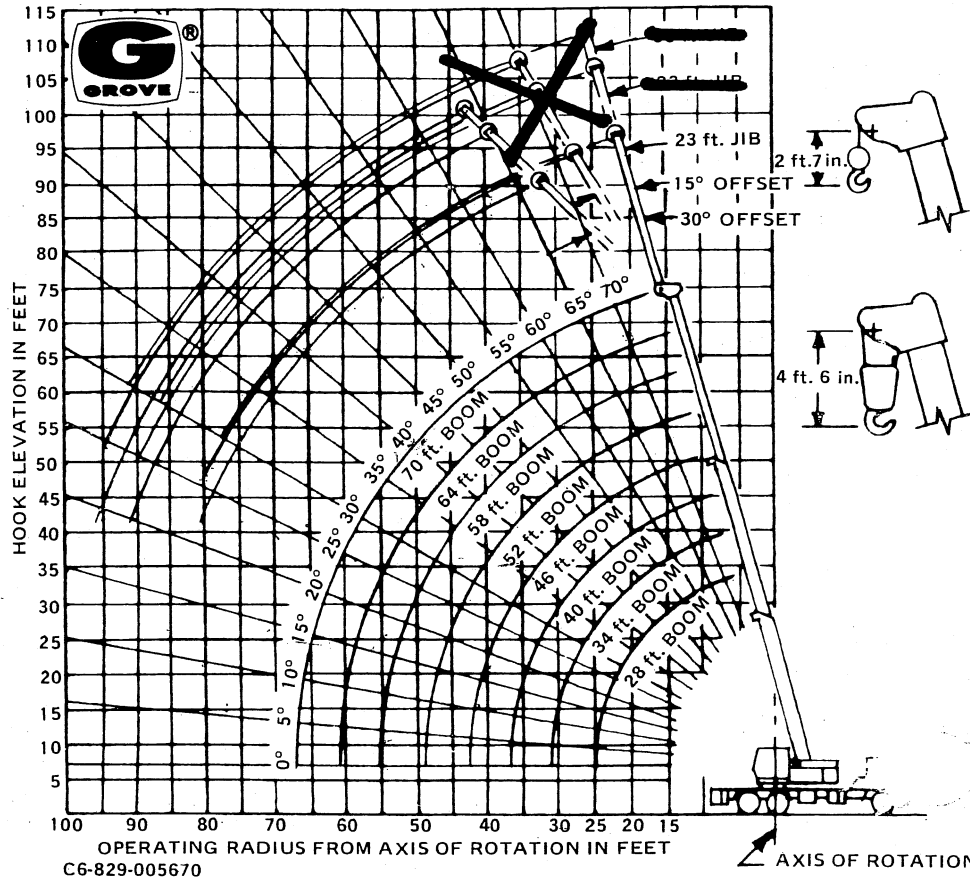 115
110
105
100
95
90
85
80
75
70
65
60
55
50
45
40
35
30
25
20
15
10
5
0
HOOK ELEVATION IN FEET
G®
GROVE
23 ft. JIB
15° OFFSET
30° OFFSET
2 ft.7 in.
4 ft. 6 in.
0° 5° 10° 15° 20° 25° 30° 35° 40° 45° 50° 55° 60° 65° 70°
70 ft. BOOM
64 ft. BOOM
58 ft. BOOM
52 ft. BOOM
46 ft. BOOM
40 ft. BOOM
34 ft. BOOM
28 ft. BOOM
100 90 80 70 60 50 40 30 25 20 15
OPERATING RADIUS FROM AXIS OF ROTATION IN FEET
AXIS OF ROTATION
C6-829-005670